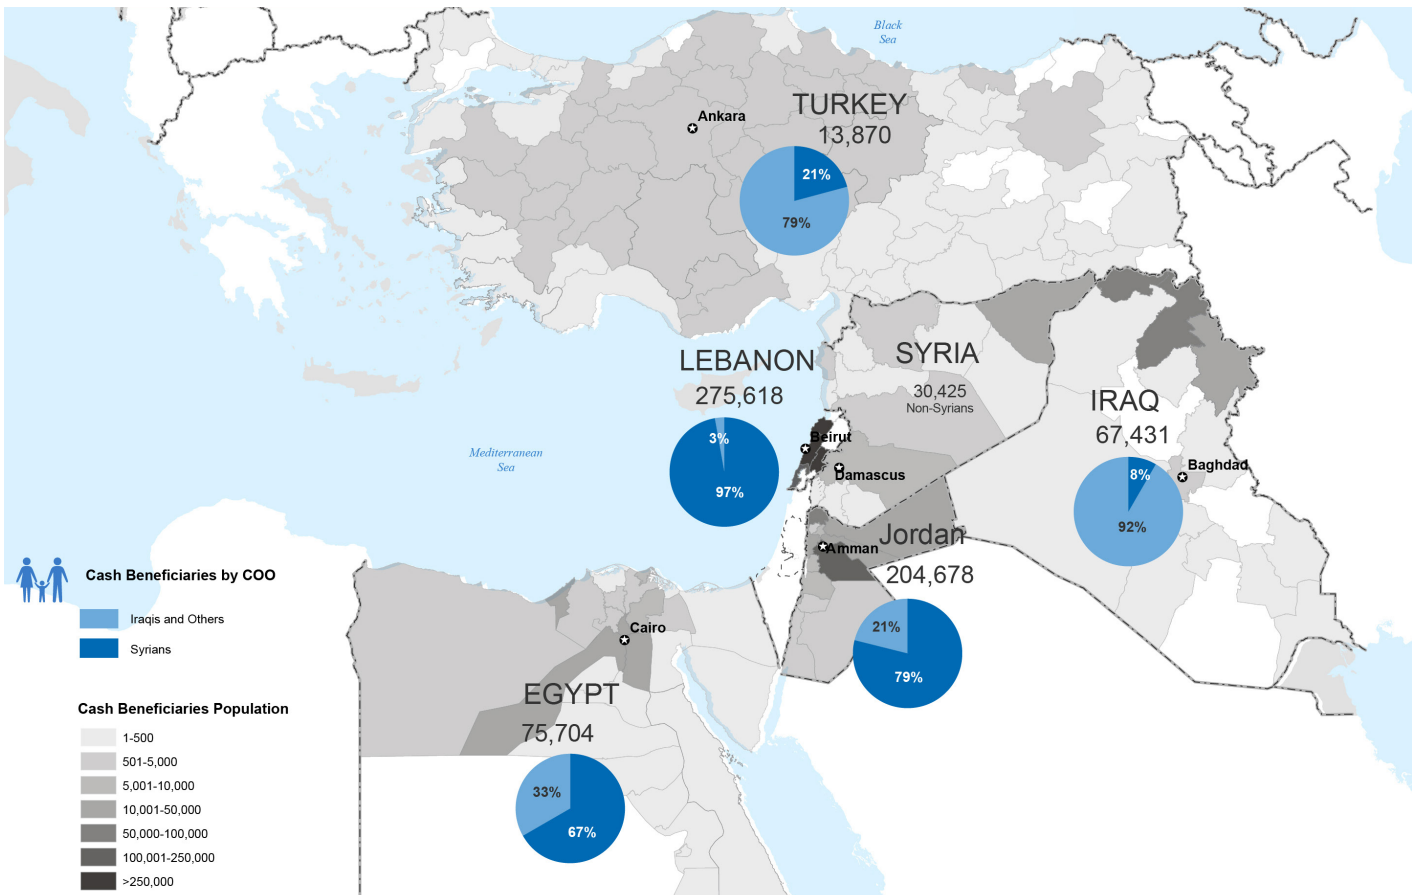 Black
Sea
TURKEY
13,870
Ankara
21%
79%
LEBANON
275,618
3%
97%
SYRIA
30,425
Non-Syrians
IRAQ
67,431
8%
92%
Baghdad
Beirut
Damascus
Mediterranean
Sea
Jordan
Amman
204,678
21%
79%
Cairo
EGYPT
75,704
33%
67%
Cash Beneficiaries by COO
Iraqis and Others
Syrians
Cash Beneficiaries Population
1-500
501-5,000
5,001-10,000
10,001-50,000
50,000-100,000
100,001-250,000
>250,000